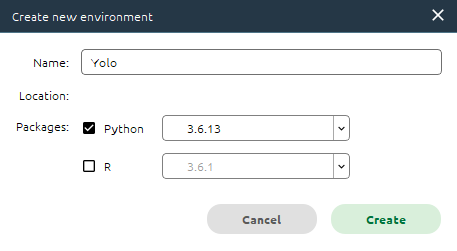 Create new environment
Name: Yolo
Location:
Packages: Python 3.6.13
R 3.6.1
Cancel Create